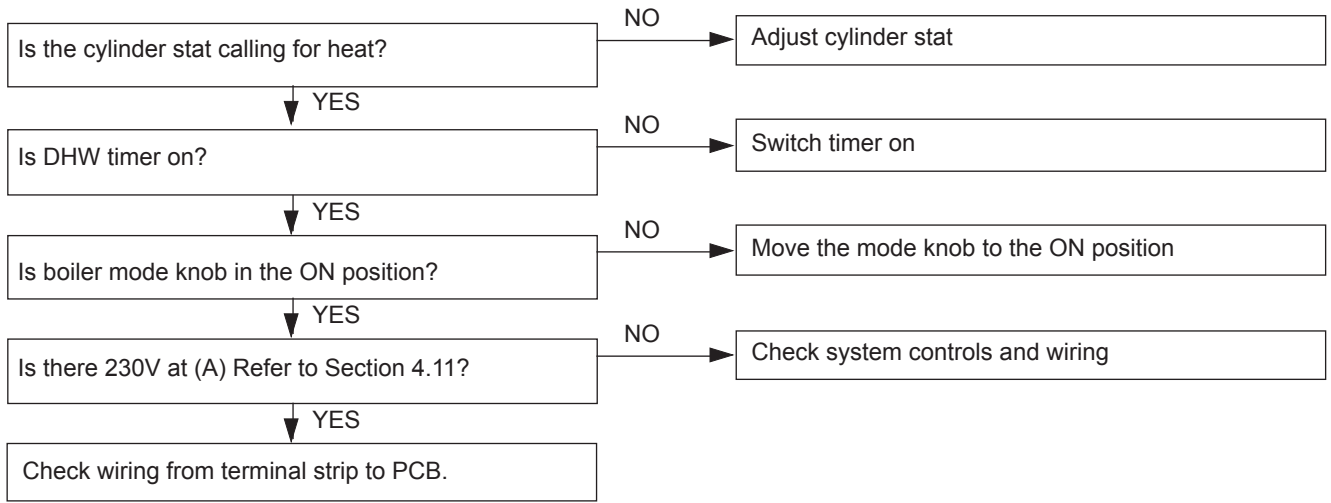 Is the cylinder stat calling for heat?
NO
Adjust cylinder stat
YES
Is DHW timer on?
NO
Switch timer on
YES
Is boiler mode knob in the ON position?
NO
Move the mode knob to the ON position
YES
Is there 230V at (A) Refer to Section 4.11?
NO
Check system controls and wiring
YES
Check wiring from terminal strip to PCB.